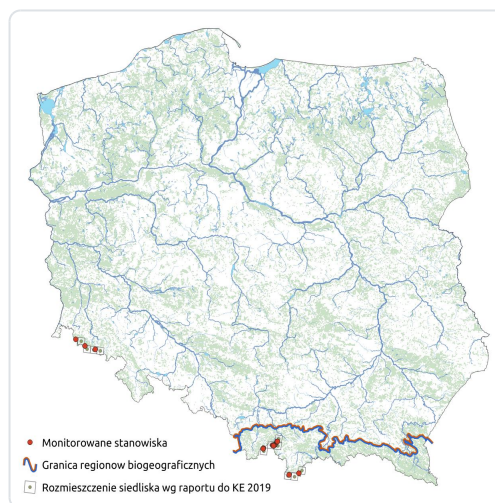 Monitorowane stanowiska
Granica regionow biogeograficznych
Rozmieszczenie siedliska wg raportu do KE 2019